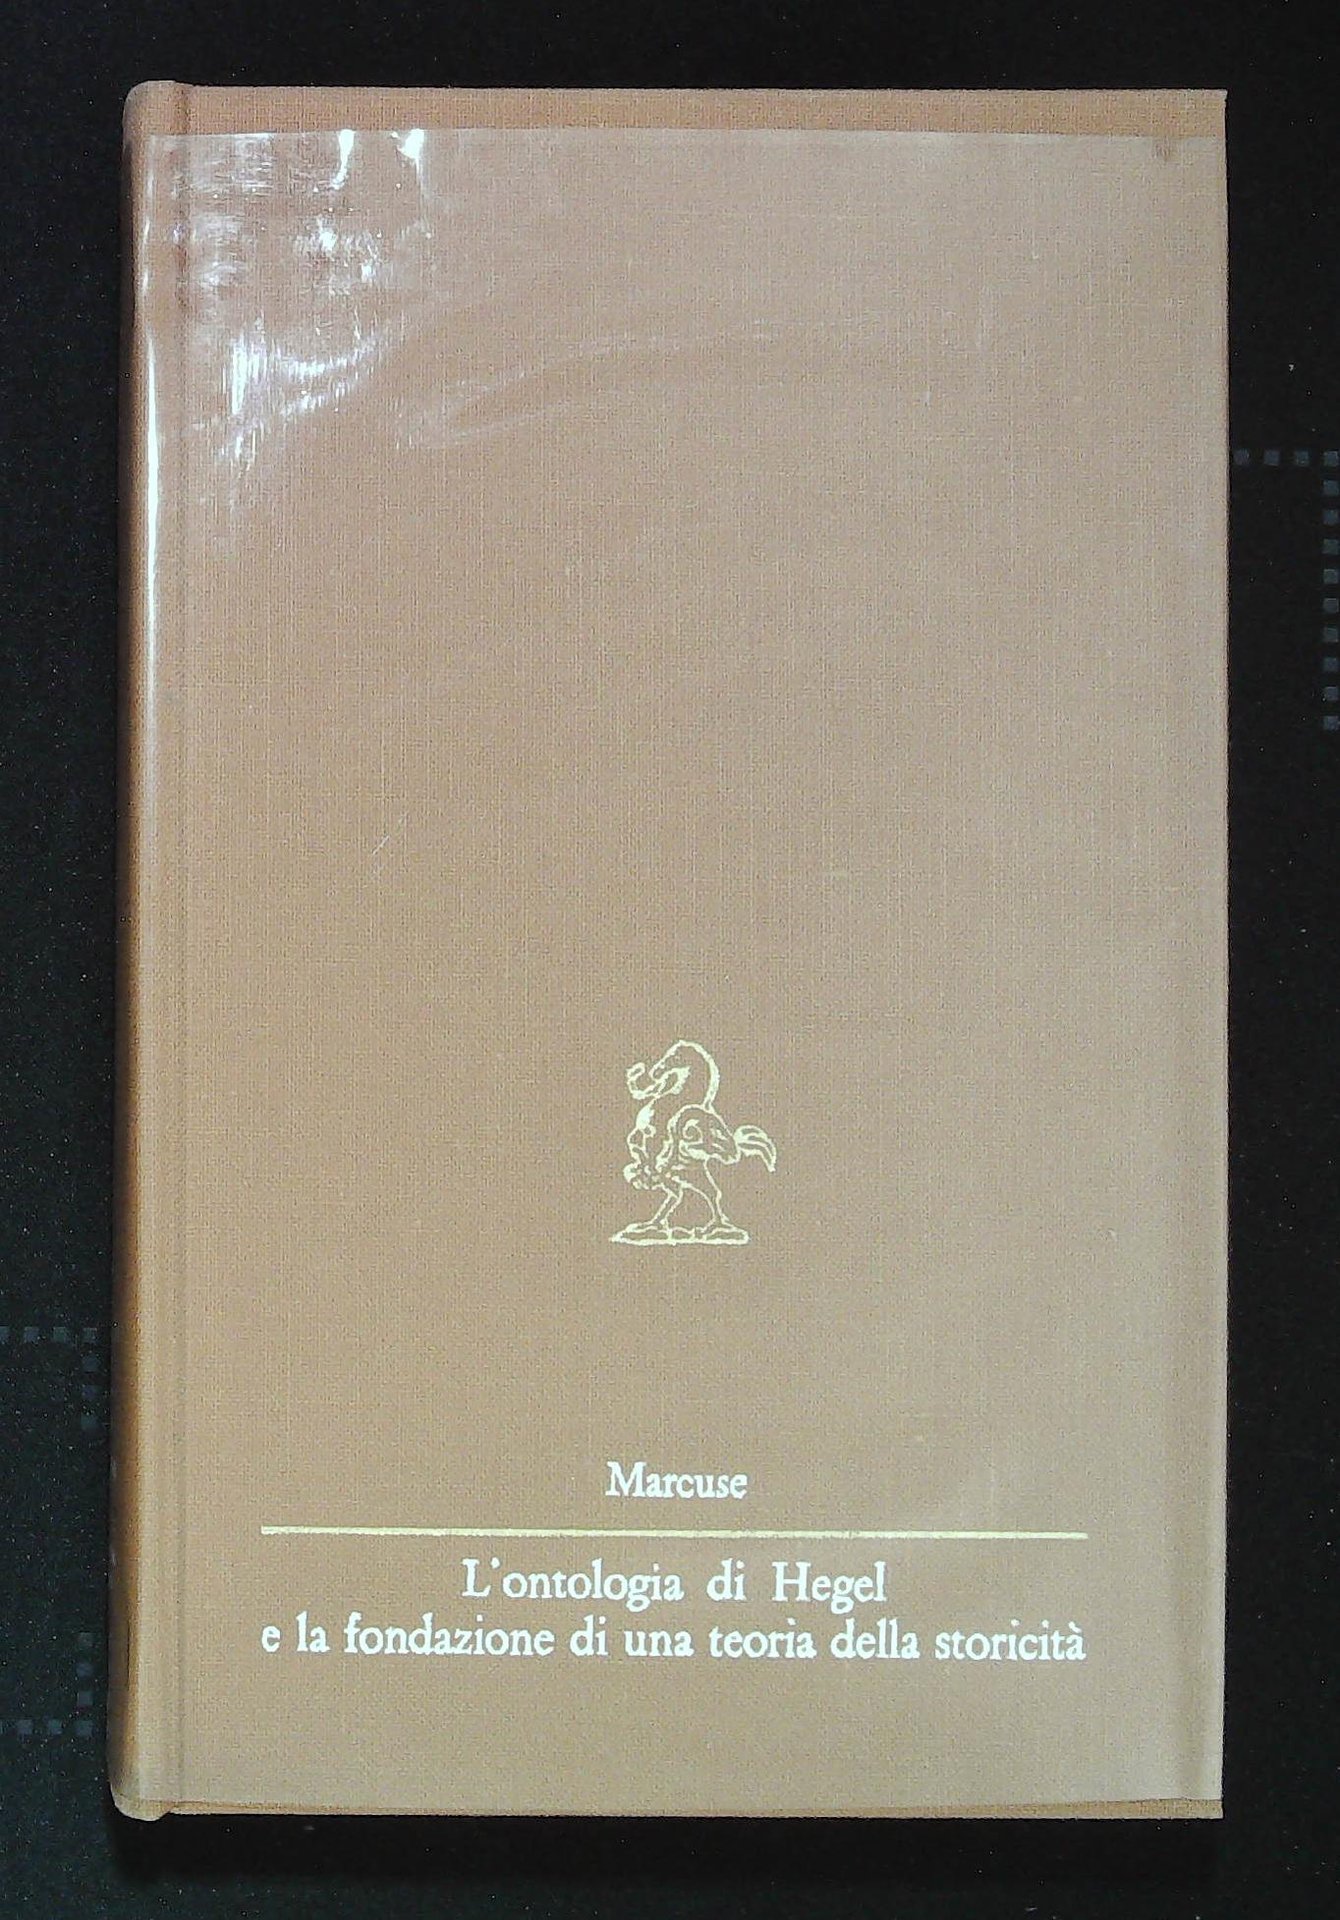 Marcuse
L'ontologia di Hegel
e la fondazione di una teoria della storicità